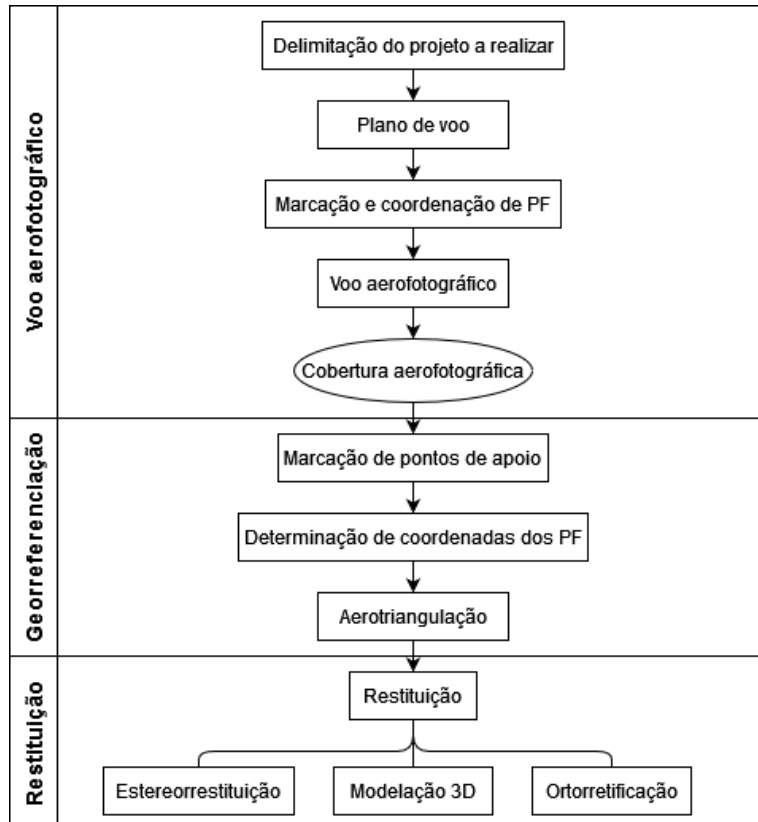 Voo aerofotográfico
Delimitação do projeto a realizar
Plano de voo
Marcação e coordenação de PF
Voo aerofotográfico
Cobertura aerofotográfica
Georreferenciação
Marcação de pontos de apoio
Determinação de coordenadas dos PF
Aerotriangulação
Restituição
Restituição
Estereorrestituição
Modelação 3D
Ortorretificação